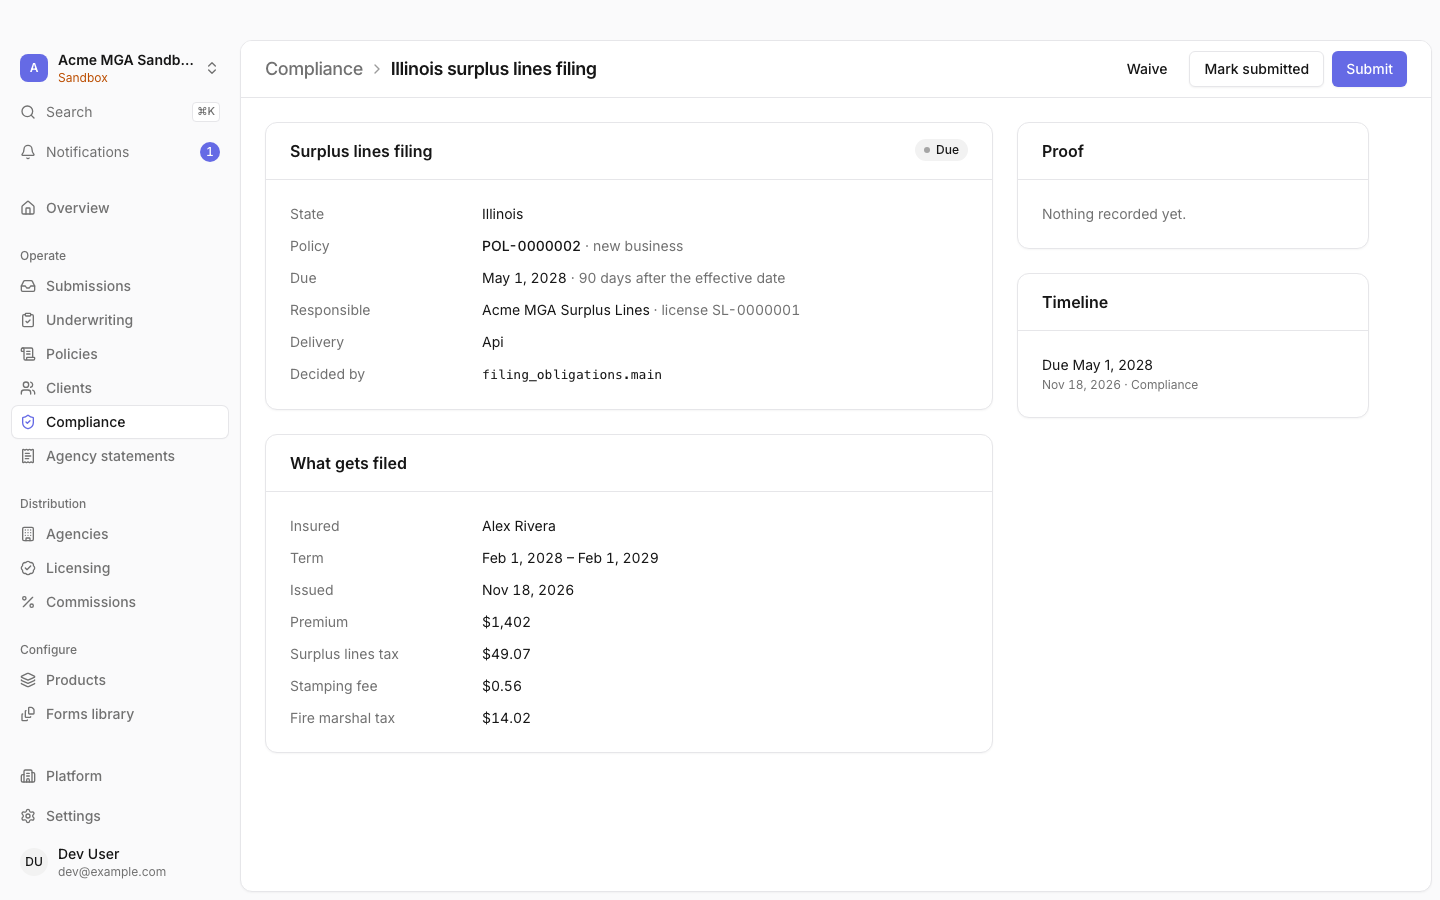 A
Acme MGA Sandb...
Sandbox
Search
⌘K
Notifications
1
Overview
Operate
Submissions
Underwriting
Policies
Clients
Compliance
Agency statements
Distribution
Agencies
Licensing
Commissions
Configure
Products
Forms library
Platform
Settings
DU
Dev User
dev@example.com
Compliance > Illinois surplus lines filing
Waive
Mark submitted
Submit
Surplus lines filing
Due
State Illinois
Policy POL-0000002 · new business
Due May 1, 2028 · 90 days after the effective date
Responsible Acme MGA Surplus Lines · license SL-0000001
Delivery Api
Decided by filing_obligations.main
What gets filed
Insured Alex Rivera
Term Feb 1, 2028 – Feb 1, 2029
Issued Nov 18, 2026
Premium $1,402
Surplus lines tax $49.07
Stamping fee $0.56
Fire marshal tax $14.02
Proof
Nothing recorded yet.
Timeline
Due May 1, 2028
Nov 18, 2026 · Compliance